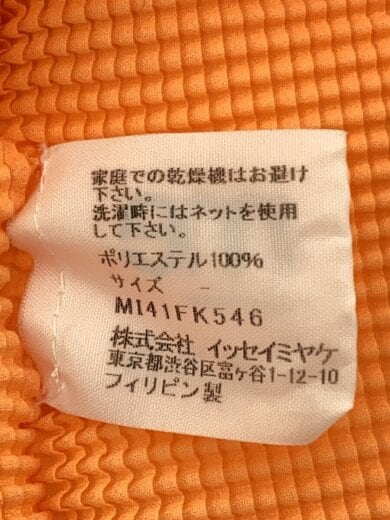 家庭での乾燥機はお避け
下さい。
洗濯時にはネットを使用
して下さい。
ポリエステル100%
サイズ －
MI41FK546
株式会社 イッセイミヤケ
東京都渋谷区富ヶ谷1-12-10
フィリピン製